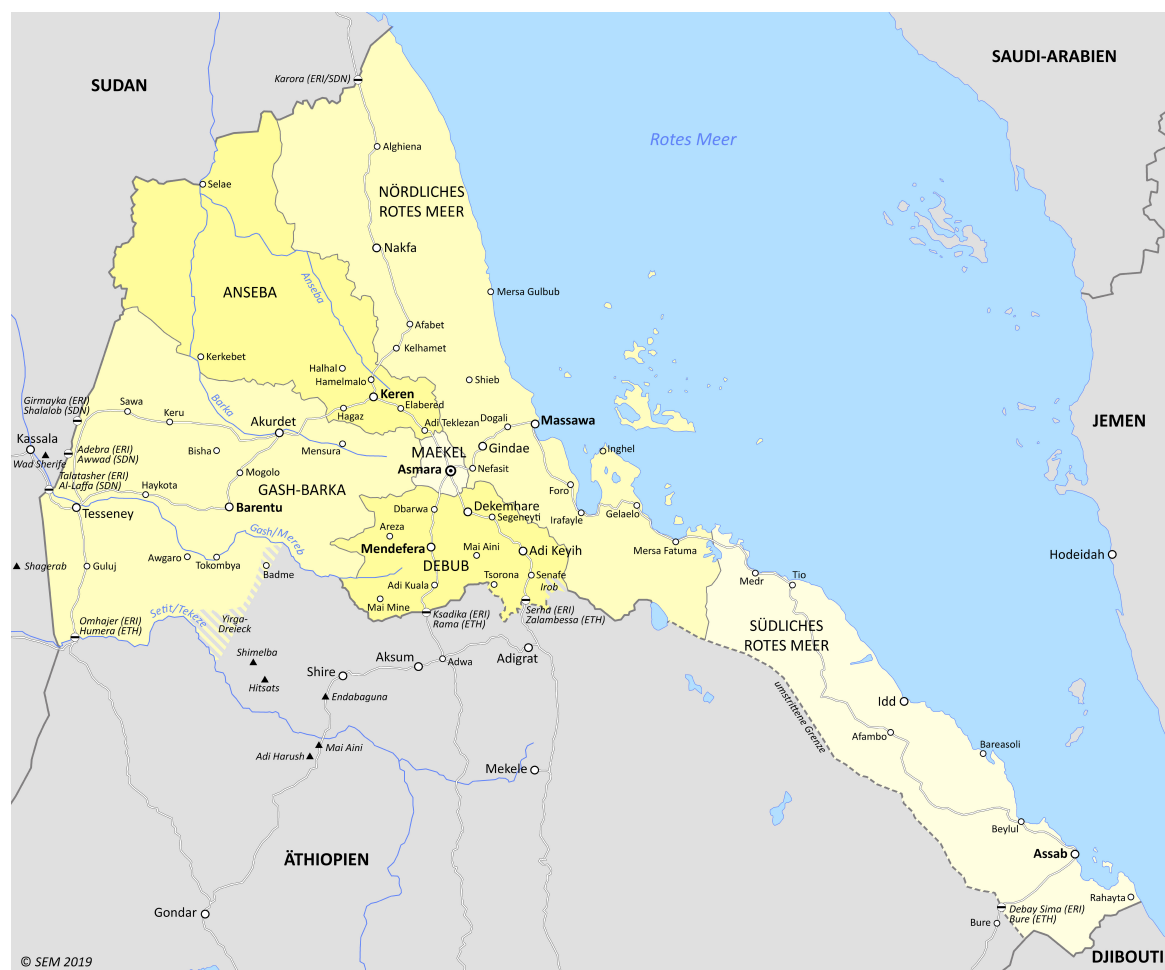 SAUDI-ARABIEN
SUDAN
Karora (ERI/SDN)
Rotes Meer
Alghiena
Selae
NÖRDLICHES
ROTES MEER
Nakfa
ANSEBA
Anseba
Mersa Gulbub
Afabet
Kelhamet
Kerkebet
Halhal
Hamelmalo
Shieb
Keren
Girmayka (ERI)
Shalalob (SDN)
Sawa
Keru
Barka
Hagaz
Elabered
Akurdet
Adi Teklezan
Dogali
Massawa
JEMEN
Kassala
Wad Sherife
Adebra (ERI)
Awwad (SDN)
Bisha
Mensura
MAEKEL
Gindae
Inghel
Talatasher (ERI)
Al-Laffa (SDN)
Mogolo
Asmara
Nefasit
Haykota
GASH-BARKA
Foro
Tesseney
Barentu
Dbarwa
Dekemhare
Segeneyti
Irafayle
Gelaelo
Gash/Mereb
Areza
Mendefera
Mai Aini
Adi Keyih
Mersa Fatuma
Hodeidah
Awgaro
Tokombya
Shagerab
Guluj
Badme
DEBUB
Tsorona
Senafe
Irob
Medr
Tio
Adi Kuala
Mai Mine
Setit/Tekeze
Omhajer (ERI)
Humera (ETH)
Yirga-
Dreieck
Ksadika (ERI)
Rama (ETH)
Serha (ERI)
Zalambessa (ETH)
SÜDLICHES
ROTES MEER
Shimelba
Hitsats
Shire
Aksum
Adwa
Adigrat
Endabaguna
umstrittene Grenze
Idd
Afambo
Bareasoli
Mai Aini
Adi Harush
Mekele
Beylul
Assab
ÄTHIOPIEN
Rahayta
Gondar
Debay Sima (ERI)
Bure (ETH)
Bure
DJIBOUTI
© SEM 2019